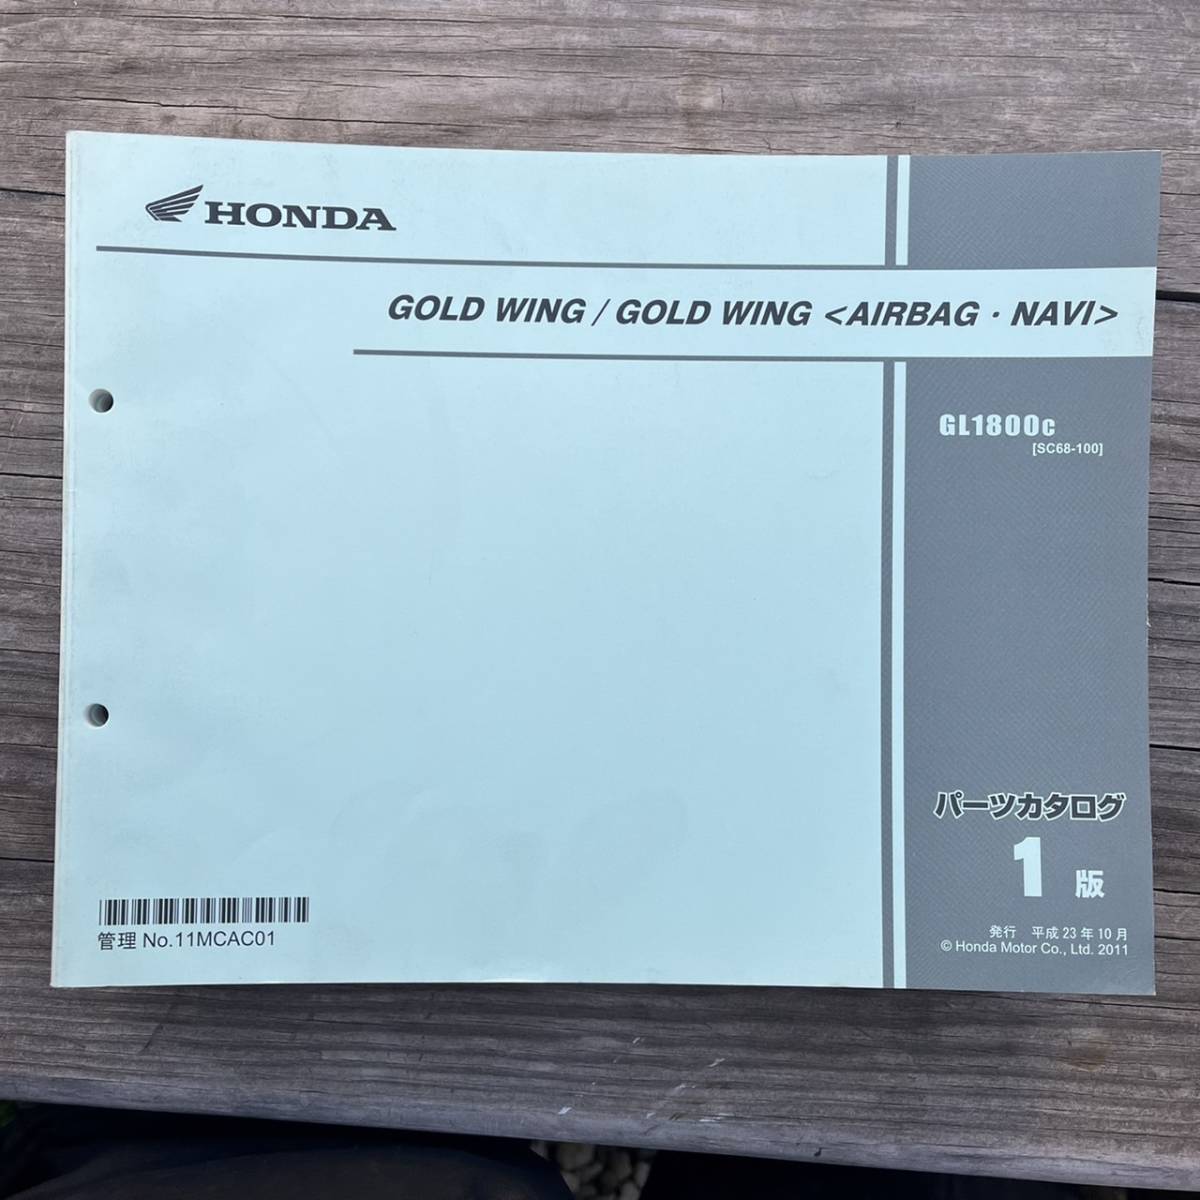 HONDA
GOLD WING / GOLD WING <AIRBAG・NAVI>
GL1800C
[SC68-100]
パーツカタログ
1 版
管理 No.11MCAC01
発行 平成 23 年 10 月
© Honda Motor Co., Ltd. 2011